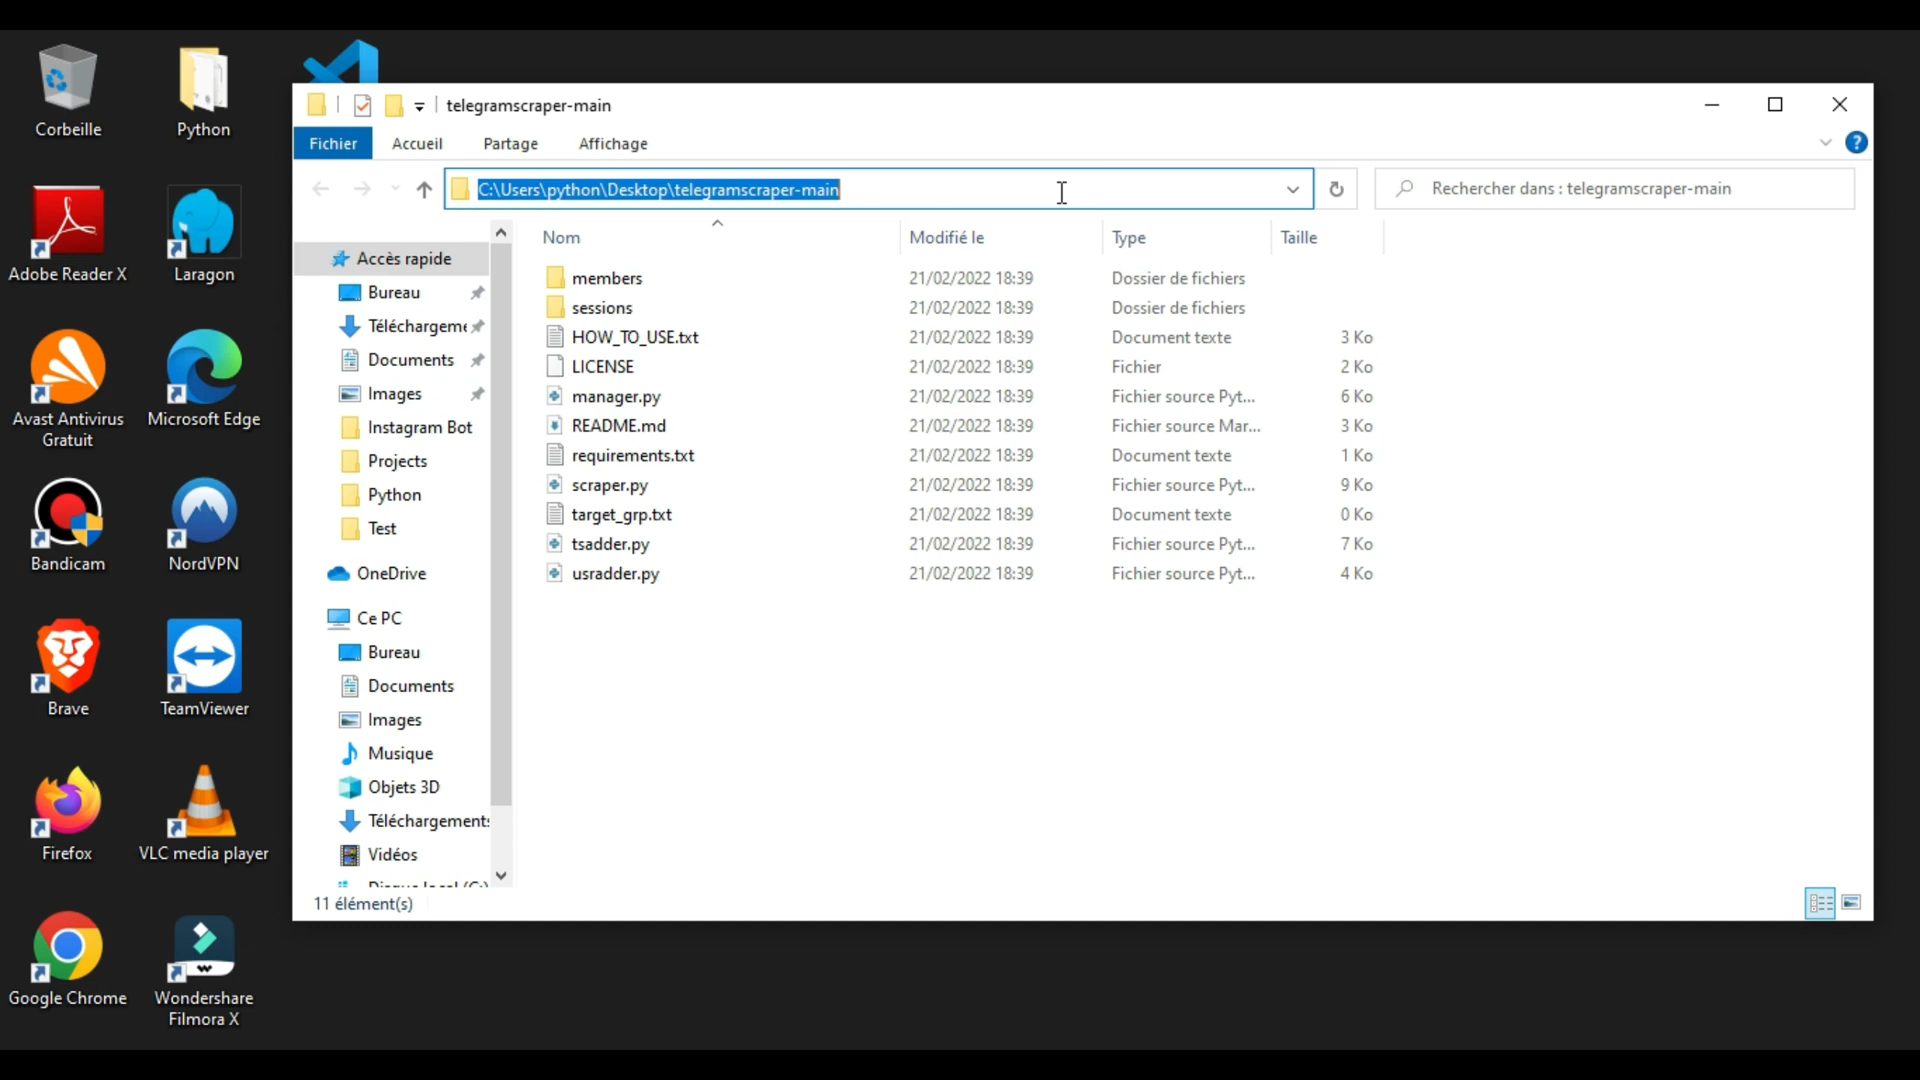 Corbeille
Python
Adobe Reader X
Laragon
Avast Antivirus
Gratuit
Microsoft Edge
Bandicam
NordVPN
Brave
TeamViewer
Firefox
VLC media player
Google Chrome
Wondershare
Filmora X
telegramscraper-main
Fichier Accueil Partage Affichage
C:\Users\python\Desktop\telegramscraper-main
Rechercher dans : telegramscraper-main
Accès rapide
Bureau
Téléchargeme
Documents
Images
Instagram Bot
Projects
Python
Test
OneDrive
Ce PC
Bureau
Documents
Images
Musique
Objets 3D
Téléchargements
Vidéos
Nom Modifié le Type Taille
members 21/02/2022 18:39 Dossier de fichiers
sessions 21/02/2022 18:39 Dossier de fichiers
HOW_TO_USE.txt 21/02/2022 18:39 Document texte 3 Ko
LICENSE 21/02/2022 18:39 Fichier 2 Ko
manager.py 21/02/2022 18:39 Fichier source Pyt... 6 Ko
README.md 21/02/2022 18:39 Fichier source Mar... 3 Ko
requirements.txt 21/02/2022 18:39 Document texte 1 Ko
scraper.py 21/02/2022 18:39 Fichier source Pyt... 9 Ko
target_grp.txt 21/02/2022 18:39 Document texte 0 Ko
tsadder.py 21/02/2022 18:39 Fichier source Pyt... 7 Ko
usradder.py 21/02/2022 18:39 Fichier source Pyt... 4 Ko
11 élément(s)